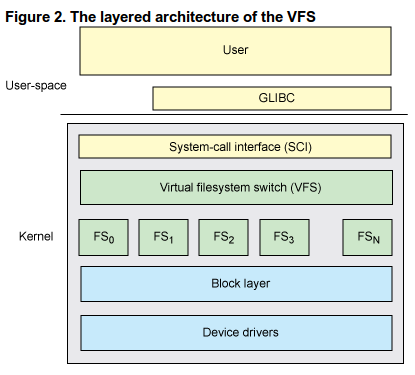 Figure 2. The layered architecture of the VFS
User
User-space
GLIBC
System-call interface (SCI)
Virtual filesystem switch (VFS)
Kernel
FS0 FS1 FS2 FS3 FSN
Block layer
Device drivers